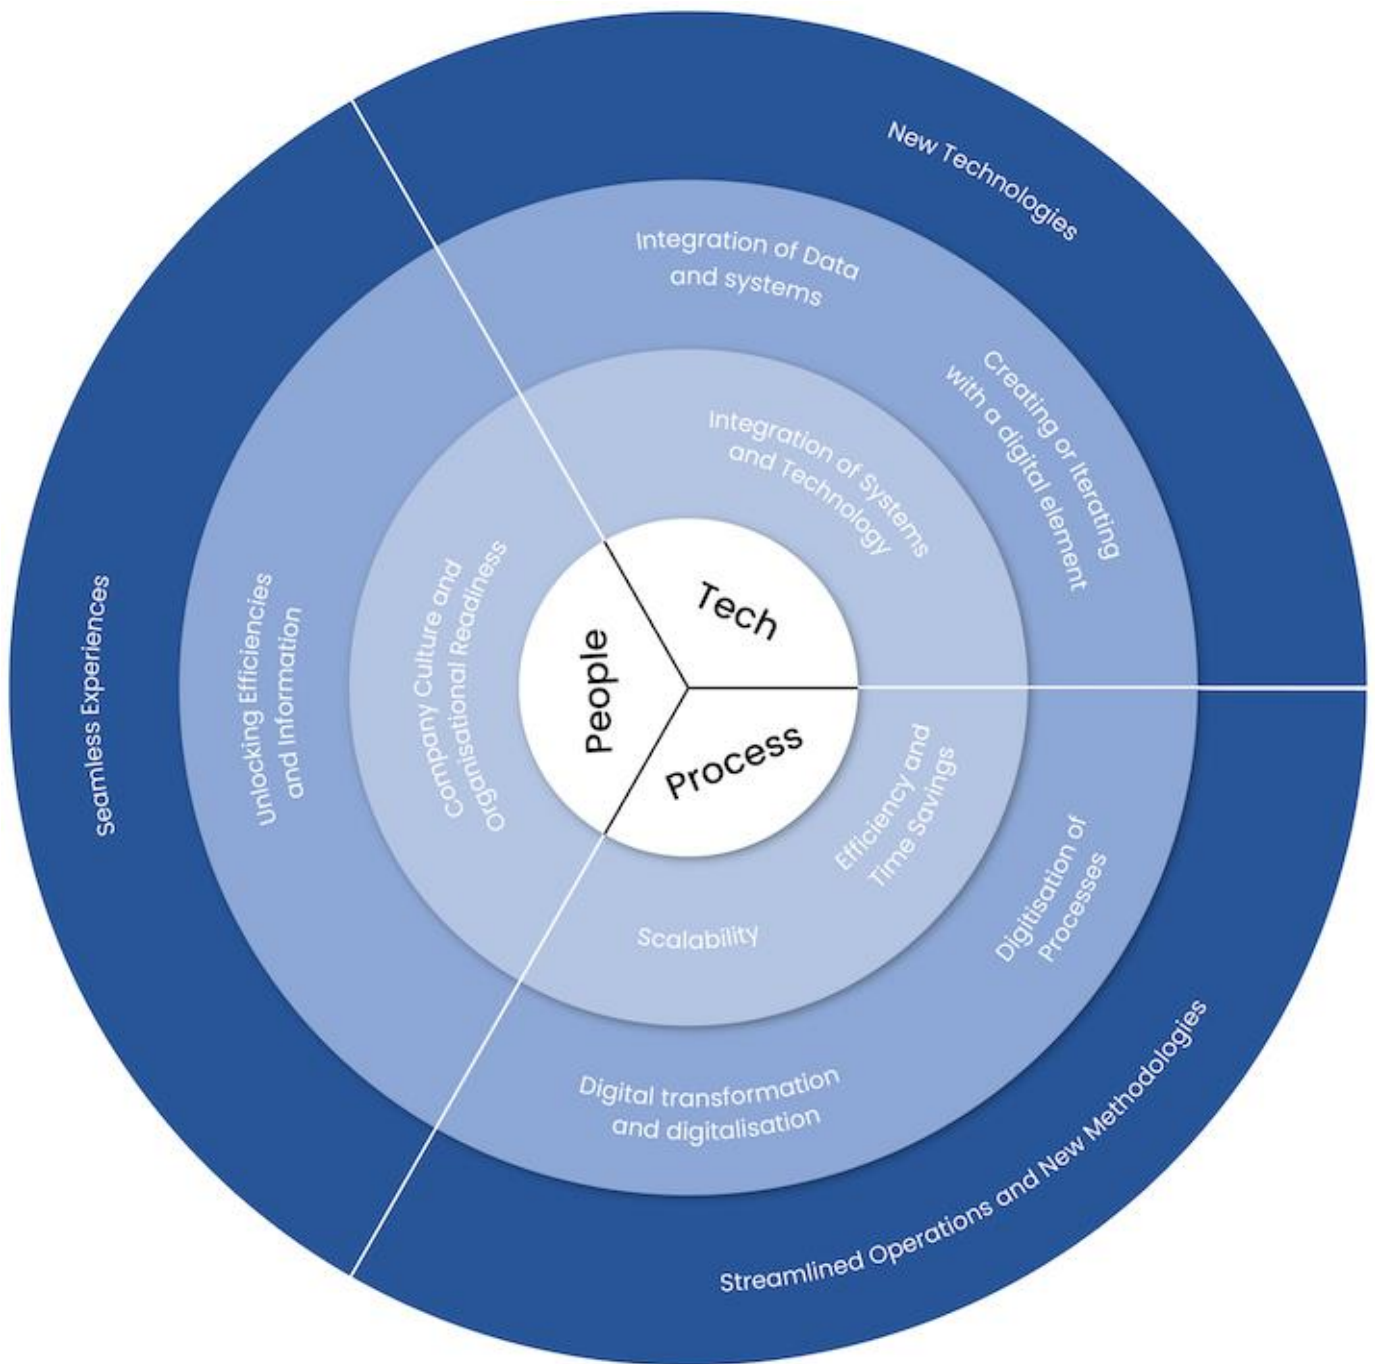 New Technologies
Integration of Data
and systems
Creating or Iterating
with a digital element
Integration of Systems
and Technology
Tech
People
Process
Company Culture and
Organisational Readiness
Unlocking Efficiencies
and Information
Seamless Experiences
Efficiency and
Time Savings
Scalability
Digitisation of
Processes
Digital transformation
and digitalisation
Streamlined Operations and New Methodologies